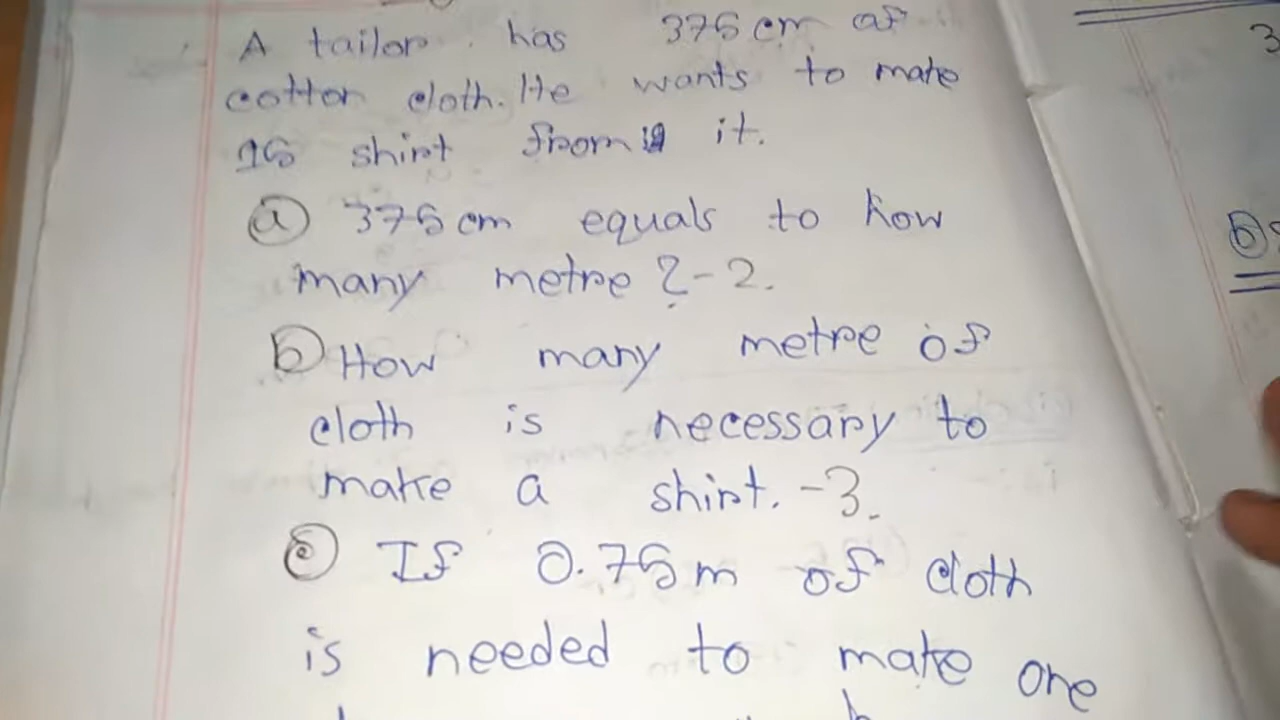 A tailor has 375 cm of
cotton cloth. He wants to make
15 shirt from it.
a) 375 cm equals to how
many metre ? - 2.
b) How many metre of
cloth is necessary to
make a shirt. - 3.
c) If 0.75 m of cloth
is needed to make one
3
b)